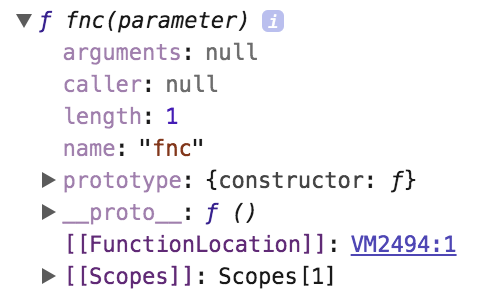 ▼ ƒ fnc(parameter) i
arguments: null
caller: null
length: 1
name: "fnc"
▶ prototype: {constructor: ƒ}
▶ __proto__: ƒ ()
[[FunctionLocation]]: VM2494:1
▶ [[Scopes]]: Scopes[1]